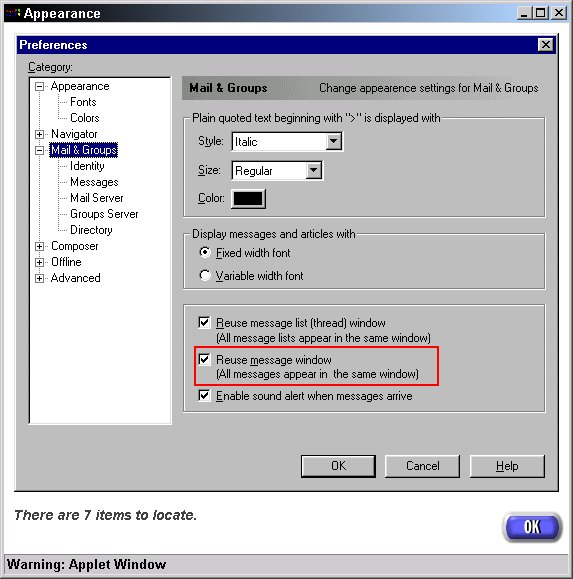 Appearance
Preferences
Category:
Appearance
Fonts
Colors
Navigator
Mail & Groups
Identity
Messages
Mail Server
Groups Server
Directory
Composer
Offline
Advanced
Mail & Groups Change appearence settings for Mail & Groups
Plain quoted text beginning with ">" is displayed with
Style: Italic
Size: Regular
Color:
Display messages and articles with
Fixed width font
Variable width font
Reuse message list (thread) window
(All message lists appear in the same window)
Reuse message window
(All messages appear in the same window)
Enable sound alert when messages arrive
OK Cancel Help
There are 7 items to locate.
OK
Warning: Applet Window